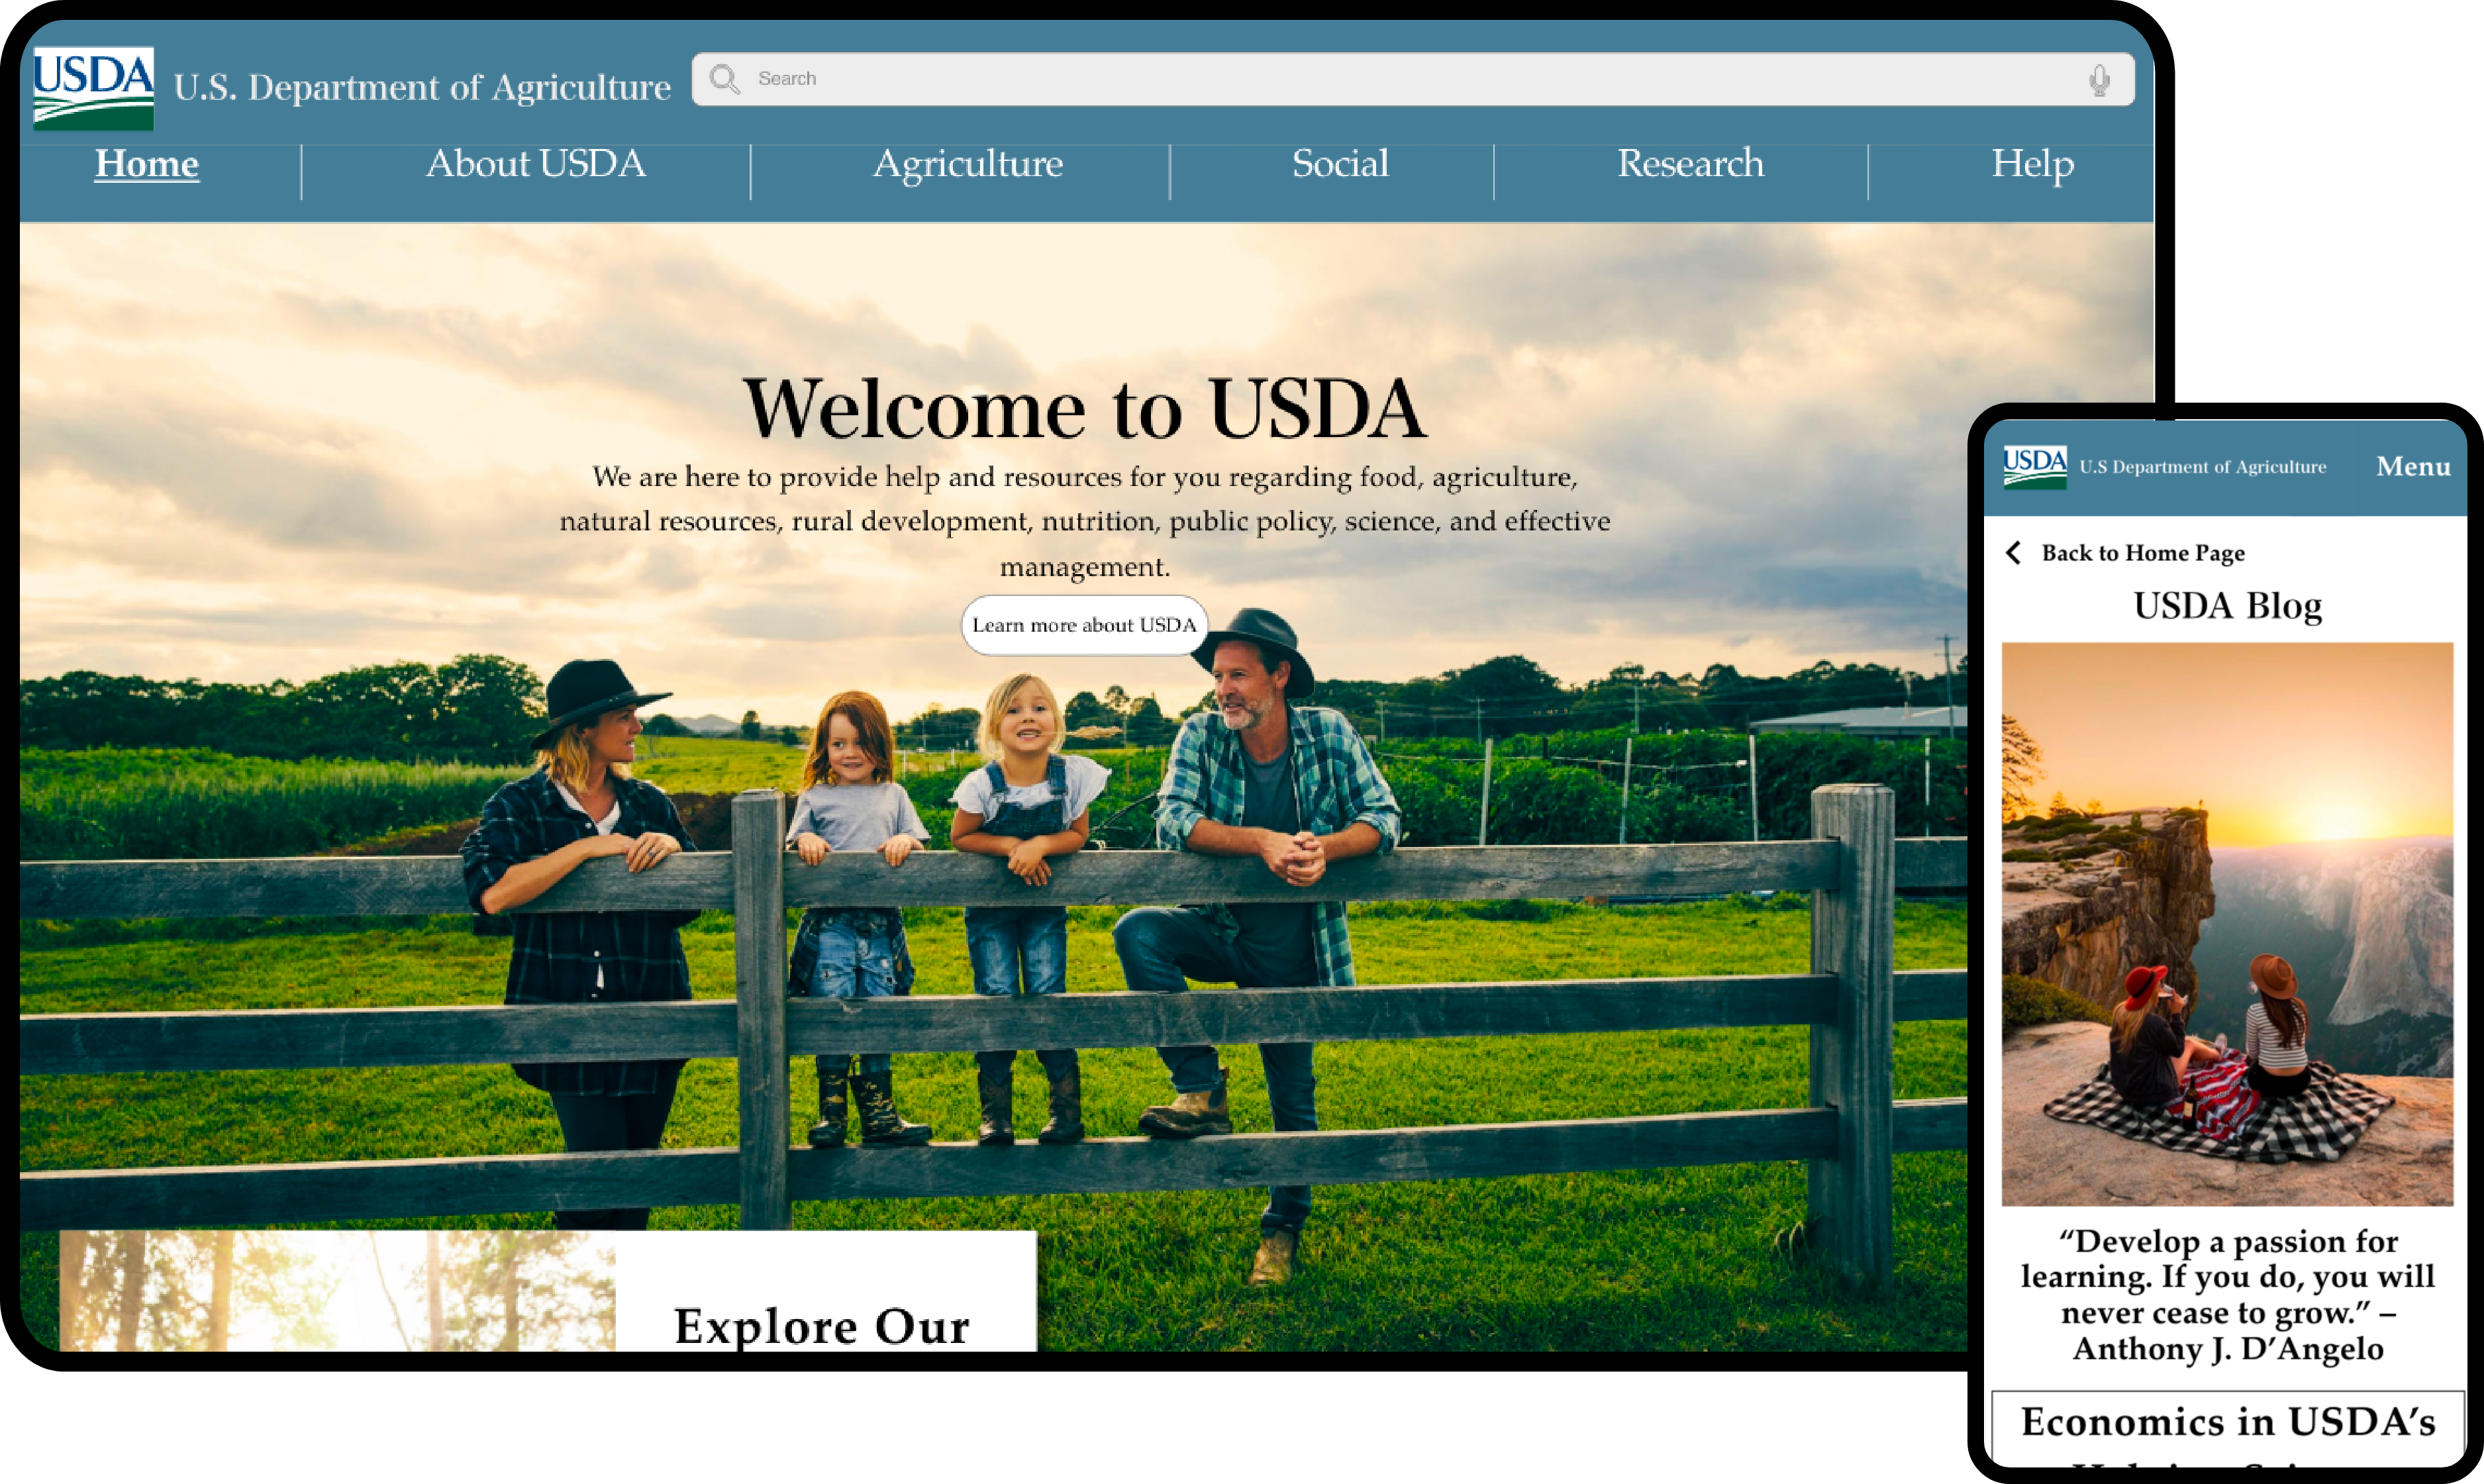 USDA
U.S. Department of Agriculture
Search
Home
About USDA
Agriculture
Social
Research
Help
Welcome to USDA
We are here to provide help and resources for you regarding food, agriculture,
natural resources, rural development, nutrition, public policy, science, and effective
management.
Learn more about USDA
Explore Our
USDA
U.S Department of Agriculture
Menu
Back to Home Page
USDA Blog
“Develop a passion for
learning. If you do, you will
never cease to grow.” –
Anthony J. D’Angelo
Economics in USDA’s